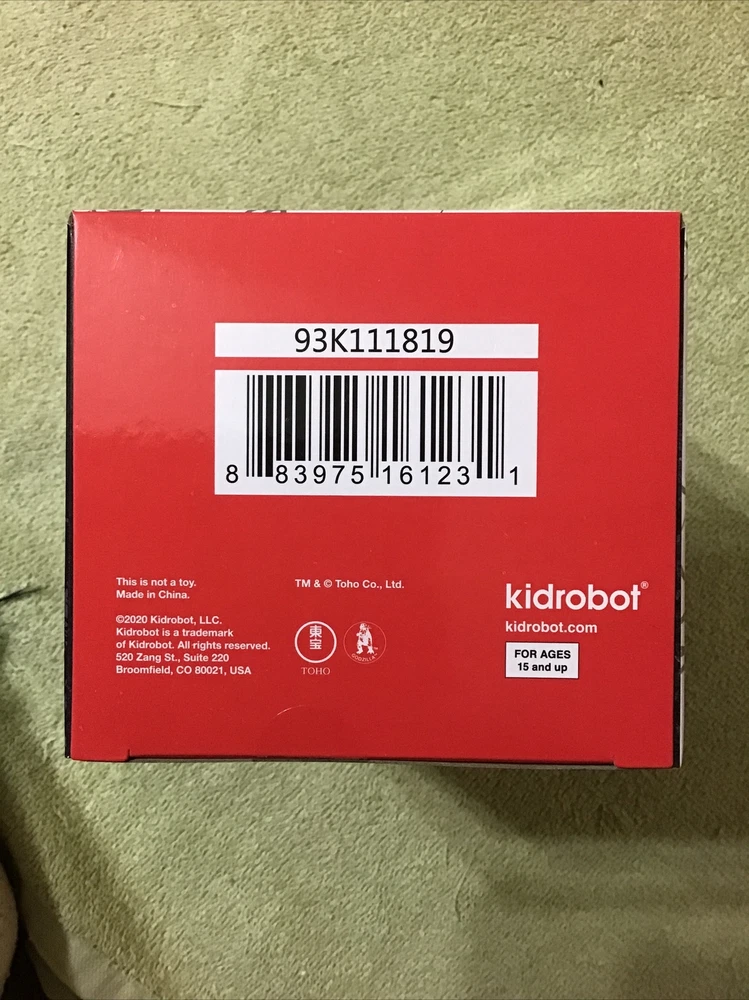 93K111819
8 83975 16123 1
This is not a toy.
Made in China.
©2020 Kidrobot, LLC.
Kidrobot is a trademark
of Kidrobot. All rights reserved.
520 Zang St., Suite 220
Broomfield, CO 80021, USA
TM & © Toho Co., Ltd.
東
宝
TOHO
GODZILLA
kidrobot®
kidrobot.com
FOR AGES
15 and up